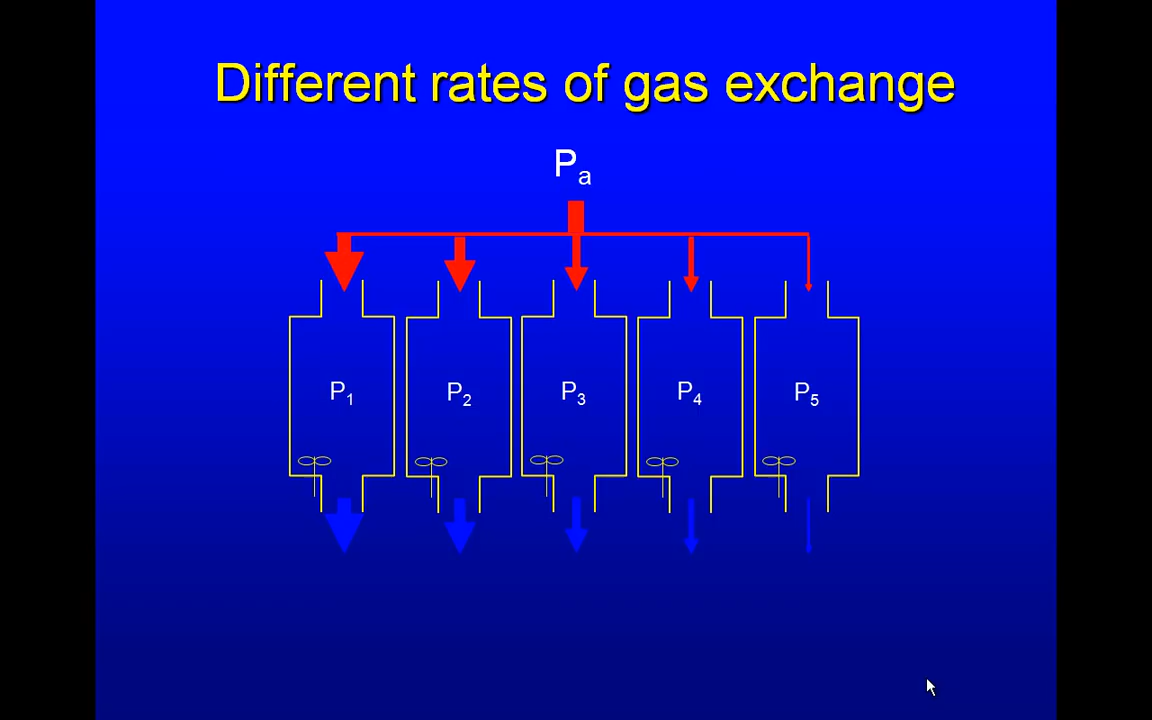 Different rates of gas exchange
Pₐ
P₁ P₂ P₃ P₄ P₅